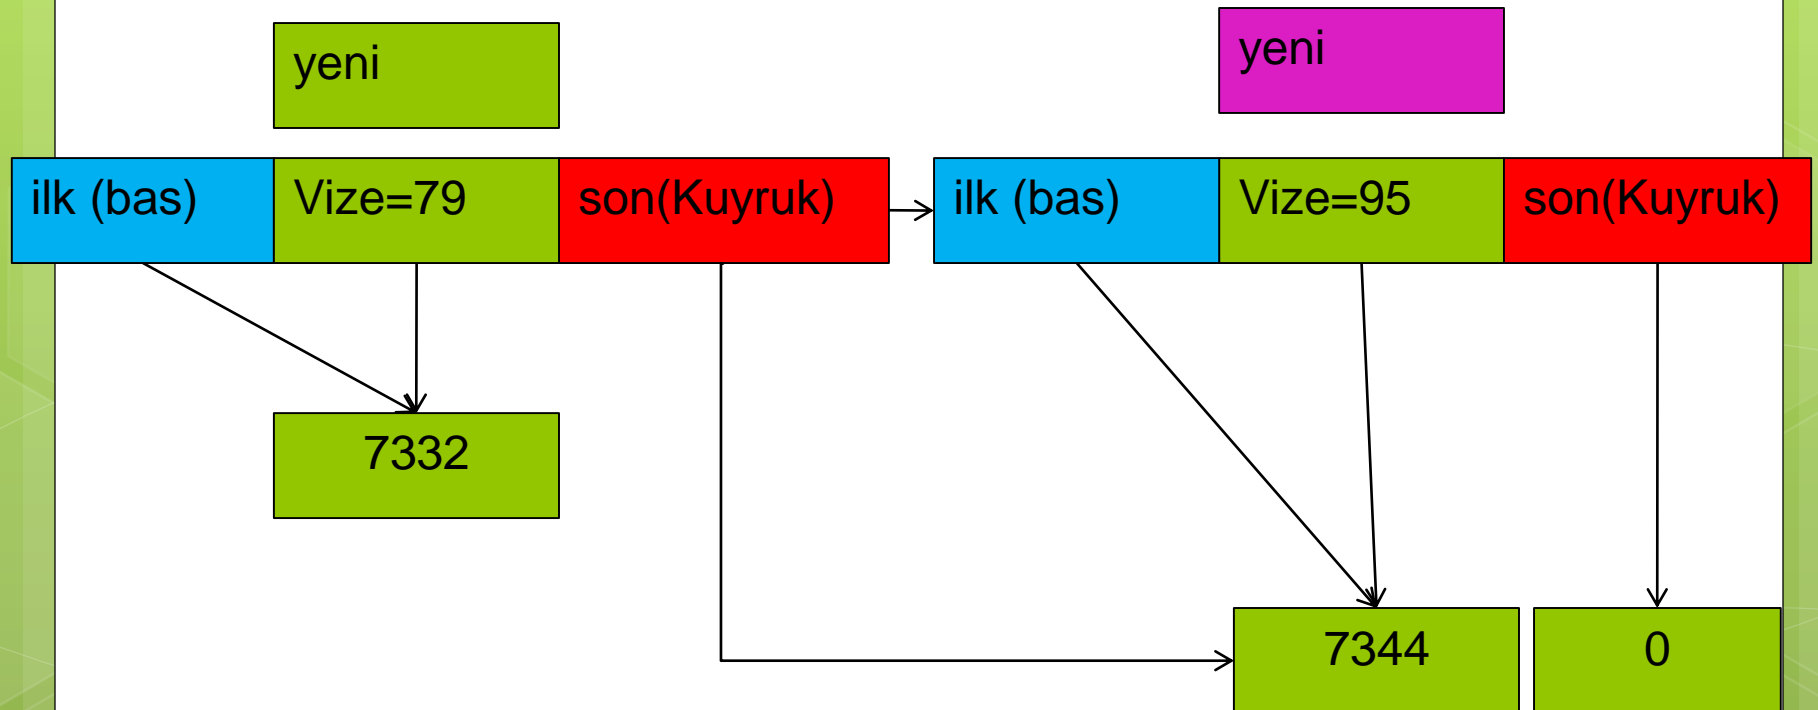 yeni
yeni
ilk (bas)
Vize=79
son(Kuyruk)
ilk (bas)
Vize=95
son(Kuyruk)
7332
7344
0